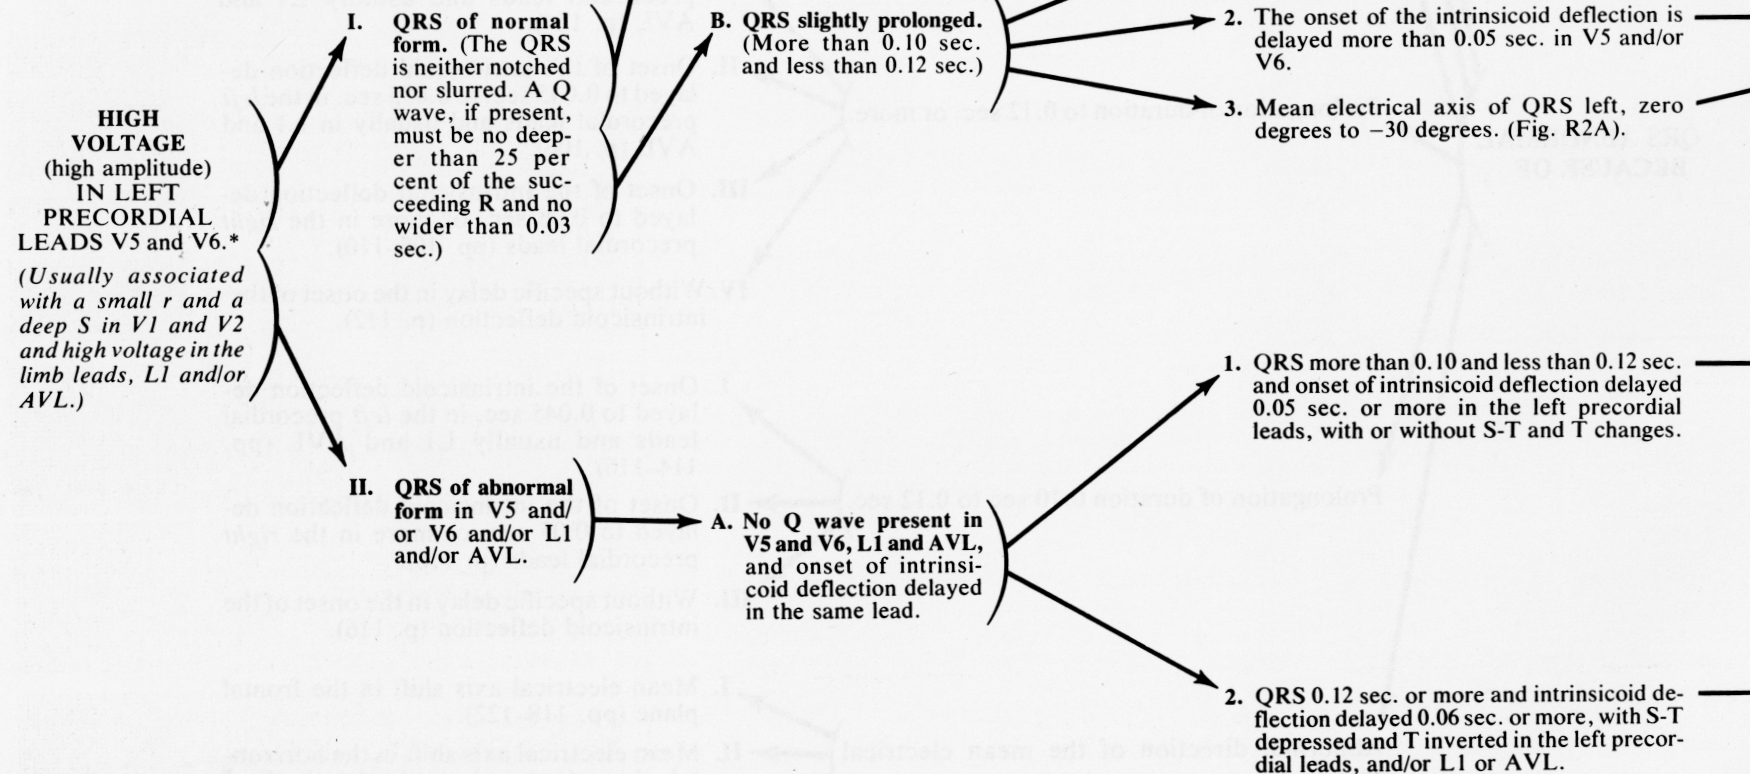 I. QRS of normal
form. (The QRS
is neither notched
nor slurred. A Q
wave, if present,
must be no deep-
er than 25 per
cent of the suc-
ceeding R and no
wider than 0.03
sec.)
B. QRS slightly prolonged.
(More than 0.10 sec.
and less than 0.12 sec.)
2. The onset of the intrinsicoid deflection is
delayed more than 0.05 sec. in V5 and/or
V6.
3. Mean electrical axis of QRS left, zero
degrees to −30 degrees. (Fig. R2A).
HIGH
VOLTAGE
(high amplitude)
IN LEFT
PRECORDIAL
LEADS V5 and V6.*
(Usually associated
with a small r and a
deep S in V1 and V2
and high voltage in the
limb leads, L1 and/or
AVL.)
II. QRS of abnormal
form in V5 and/
or V6 and/or L1
and/or AVL.
A. No Q wave present in
V5 and V6, L1 and AVL,
and onset of intrinsi-
coid deflection delayed
in the same lead.
1. QRS more than 0.10 and less than 0.12 sec.
and onset of intrinsicoid deflection delayed
0.05 sec. or more in the left precordial
leads, with or without S-T and T changes.
2. QRS 0.12 sec. or more and intrinsicoid de-
flection delayed 0.06 sec. or more, with S-T
depressed and T inverted in the left precor-
dial leads, and/or L1 or AVL.